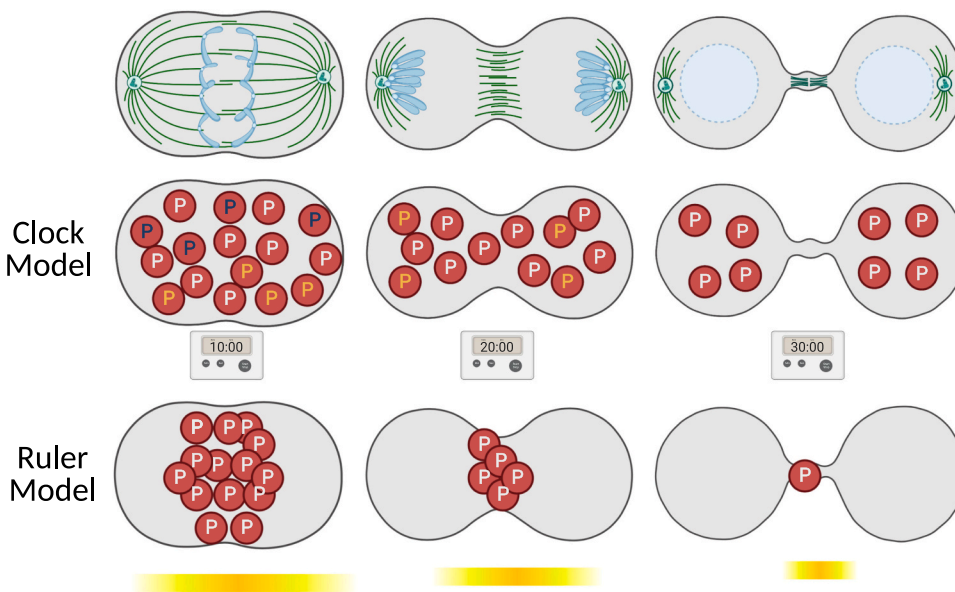 Clock
Model
P P P P P P P P P P P P P P P P
P P P P P P P P P P P P
P P P P P P P P
10:00
20:00
30:00
Ruler
Model
P P P P P P P P P P P P P P
P P P P P
P